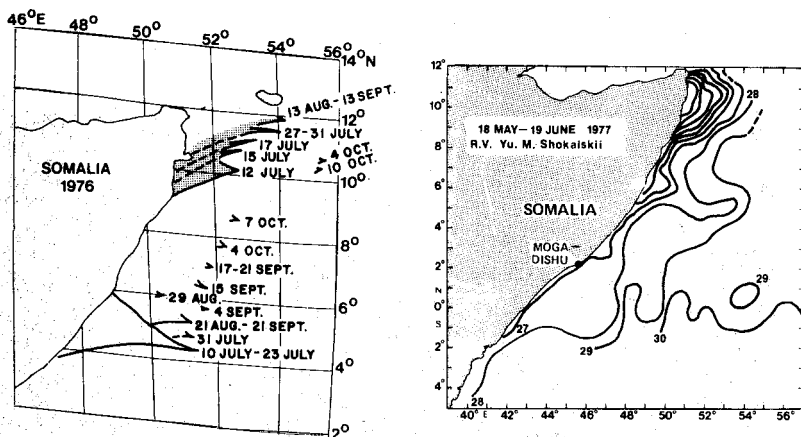 46° 48° 50° 52° 54° 56°
14°N
13 AUG.-13 SEPT.
12°
27-31 JULY
17 JULY
15 JULY
4 OCT.
12 JULY
10 OCT.
10°
SOMALIA
1976
7 OCT.
8°
4 OCT.
17-21 SEPT.
15 SEPT.
29 AUG.
6°
4 SEPT.
21 AUG.-21 SEPT.
31 JULY
10 JULY-23 JULY
4°
2°
12°
28
10°
18 MAY-19 JUNE 1977
R.V. Yu. M. Shokalskii
8°
6°
SOMALIA
4°
MOGA-
DISHU
2°
N
29
0°
S
27
30
2°
29
4°
28
40°E 42° 44° 46° 48° 50° 52° 54° 56°